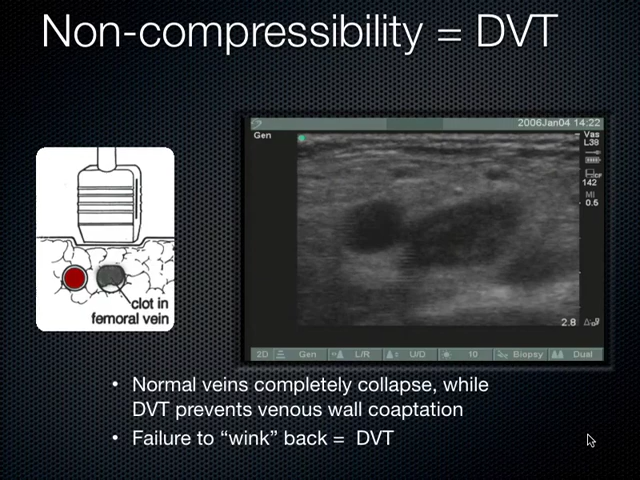 Non-compressibility = DVT
2006Jan04 14:22
Gen
Vas
L38
142
MI
0.6
clot in
femoral vein
2.8
2D Gen L/R U/D 10 Biopsy Dual
• Normal veins completely collapse, while
DVT prevents venous wall coaptation
• Failure to “wink” back = DVT